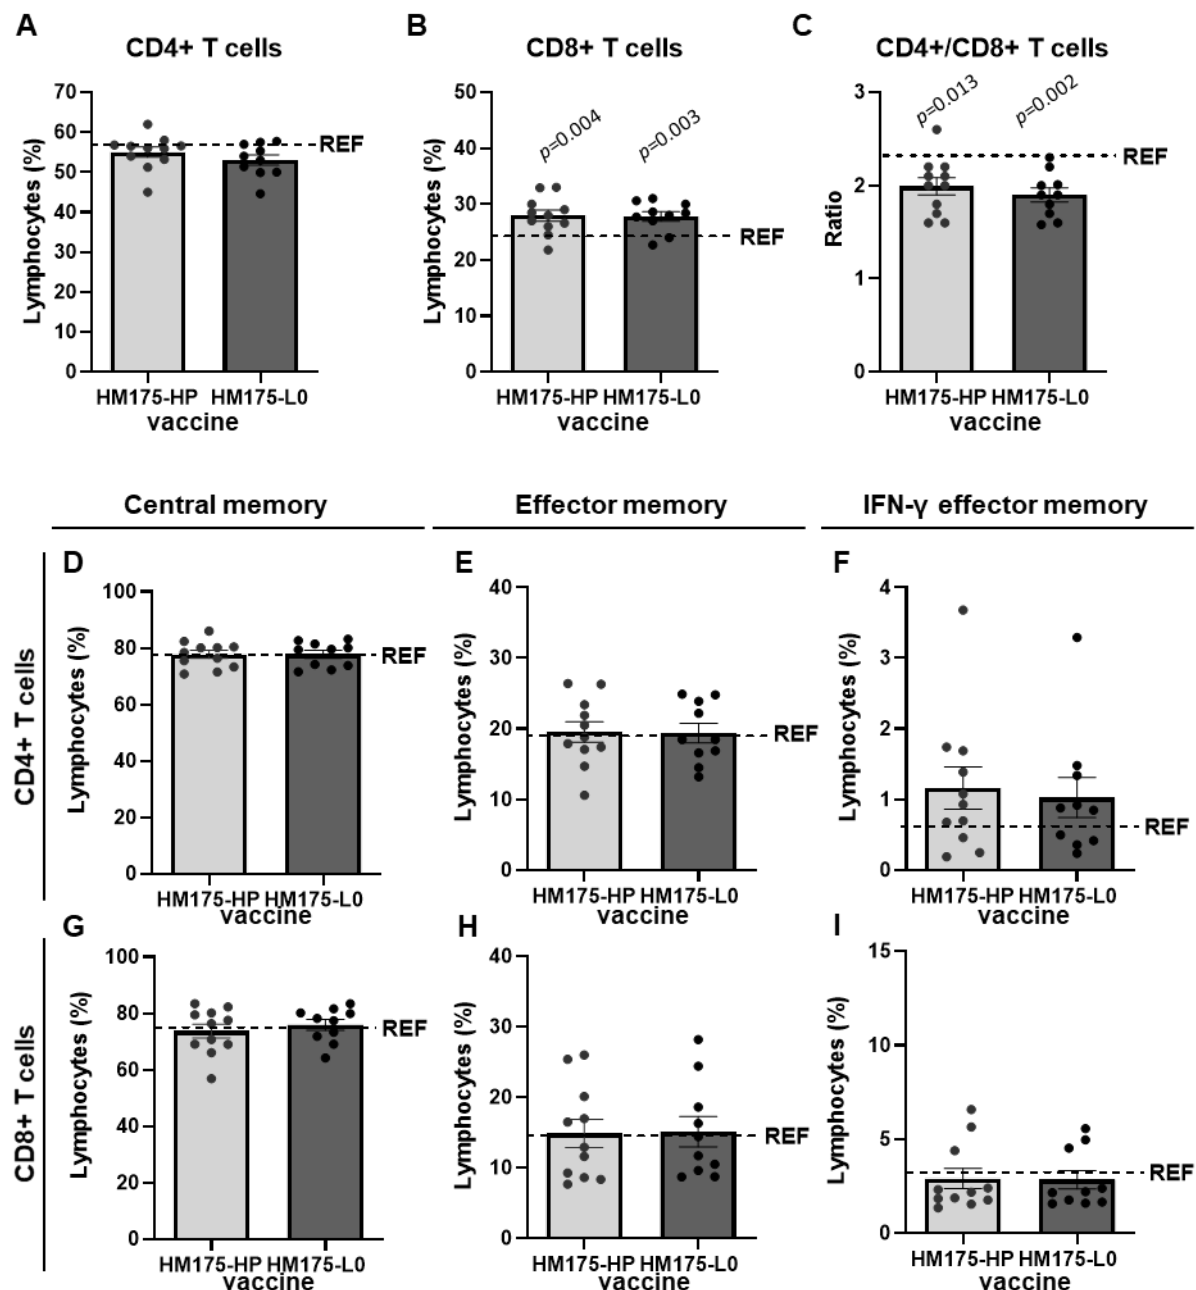 A
CD4+ T cells
70
60
50
40
30
20
10
0
Lymphocytes (%)
REF
HM175-HP HM175-L0
vaccine
B
CD8+ T cells
50
40
30
20
10
0
Lymphocytes (%)
p=0.004
p=0.003
REF
HM175-HP HM175-L0
vaccine
C
CD4+/CD8+ T cells
3
2
1
0
Ratio
p=0.013
p=0.002
REF
HM175-HP HM175-L0
vaccine
Central memory
Effector memory
IFN-γ effector memory
CD4+ T cells
D
100
80
60
40
20
0
Lymphocytes (%)
REF
HM175-HP HM175-L0
vaccine
E
40
30
20
10
0
Lymphocytes (%)
REF
HM175-HP HM175-L0
vaccine
F
4
3
2
1
0
Lymphocytes (%)
REF
HM175-HP HM175-L0
vaccine
CD8+ T cells
G
100
80
60
40
20
0
Lymphocytes (%)
REF
HM175-HP HM175-L0
vaccine
H
40
30
20
10
0
Lymphocytes (%)
REF
HM175-HP HM175-L0
vaccine
I
15
10
5
0
Lymphocytes (%)
REF
HM175-HP HM175-L0
vaccine